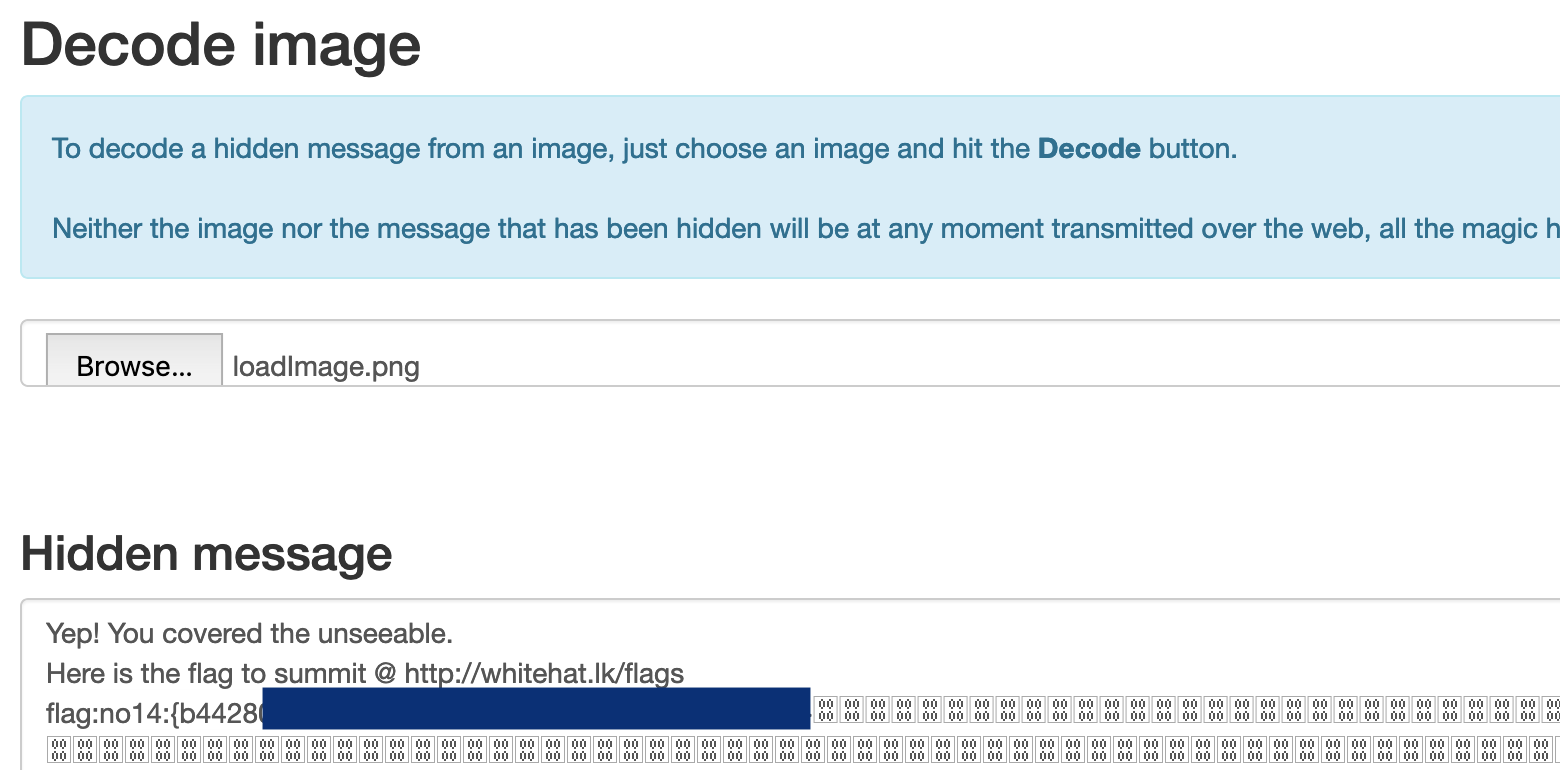 Decode image
To decode a hidden message from an image, just choose an image and hit the Decode button.
Neither the image nor the message that has been hidden will be at any moment transmitted over the web, all the magic h
Browse... loadImage.png
Hidden message
Yep! You covered the unseeable.
Here is the flag to summit @ http://whitehat.lk/flags
flag:no14:{b4428